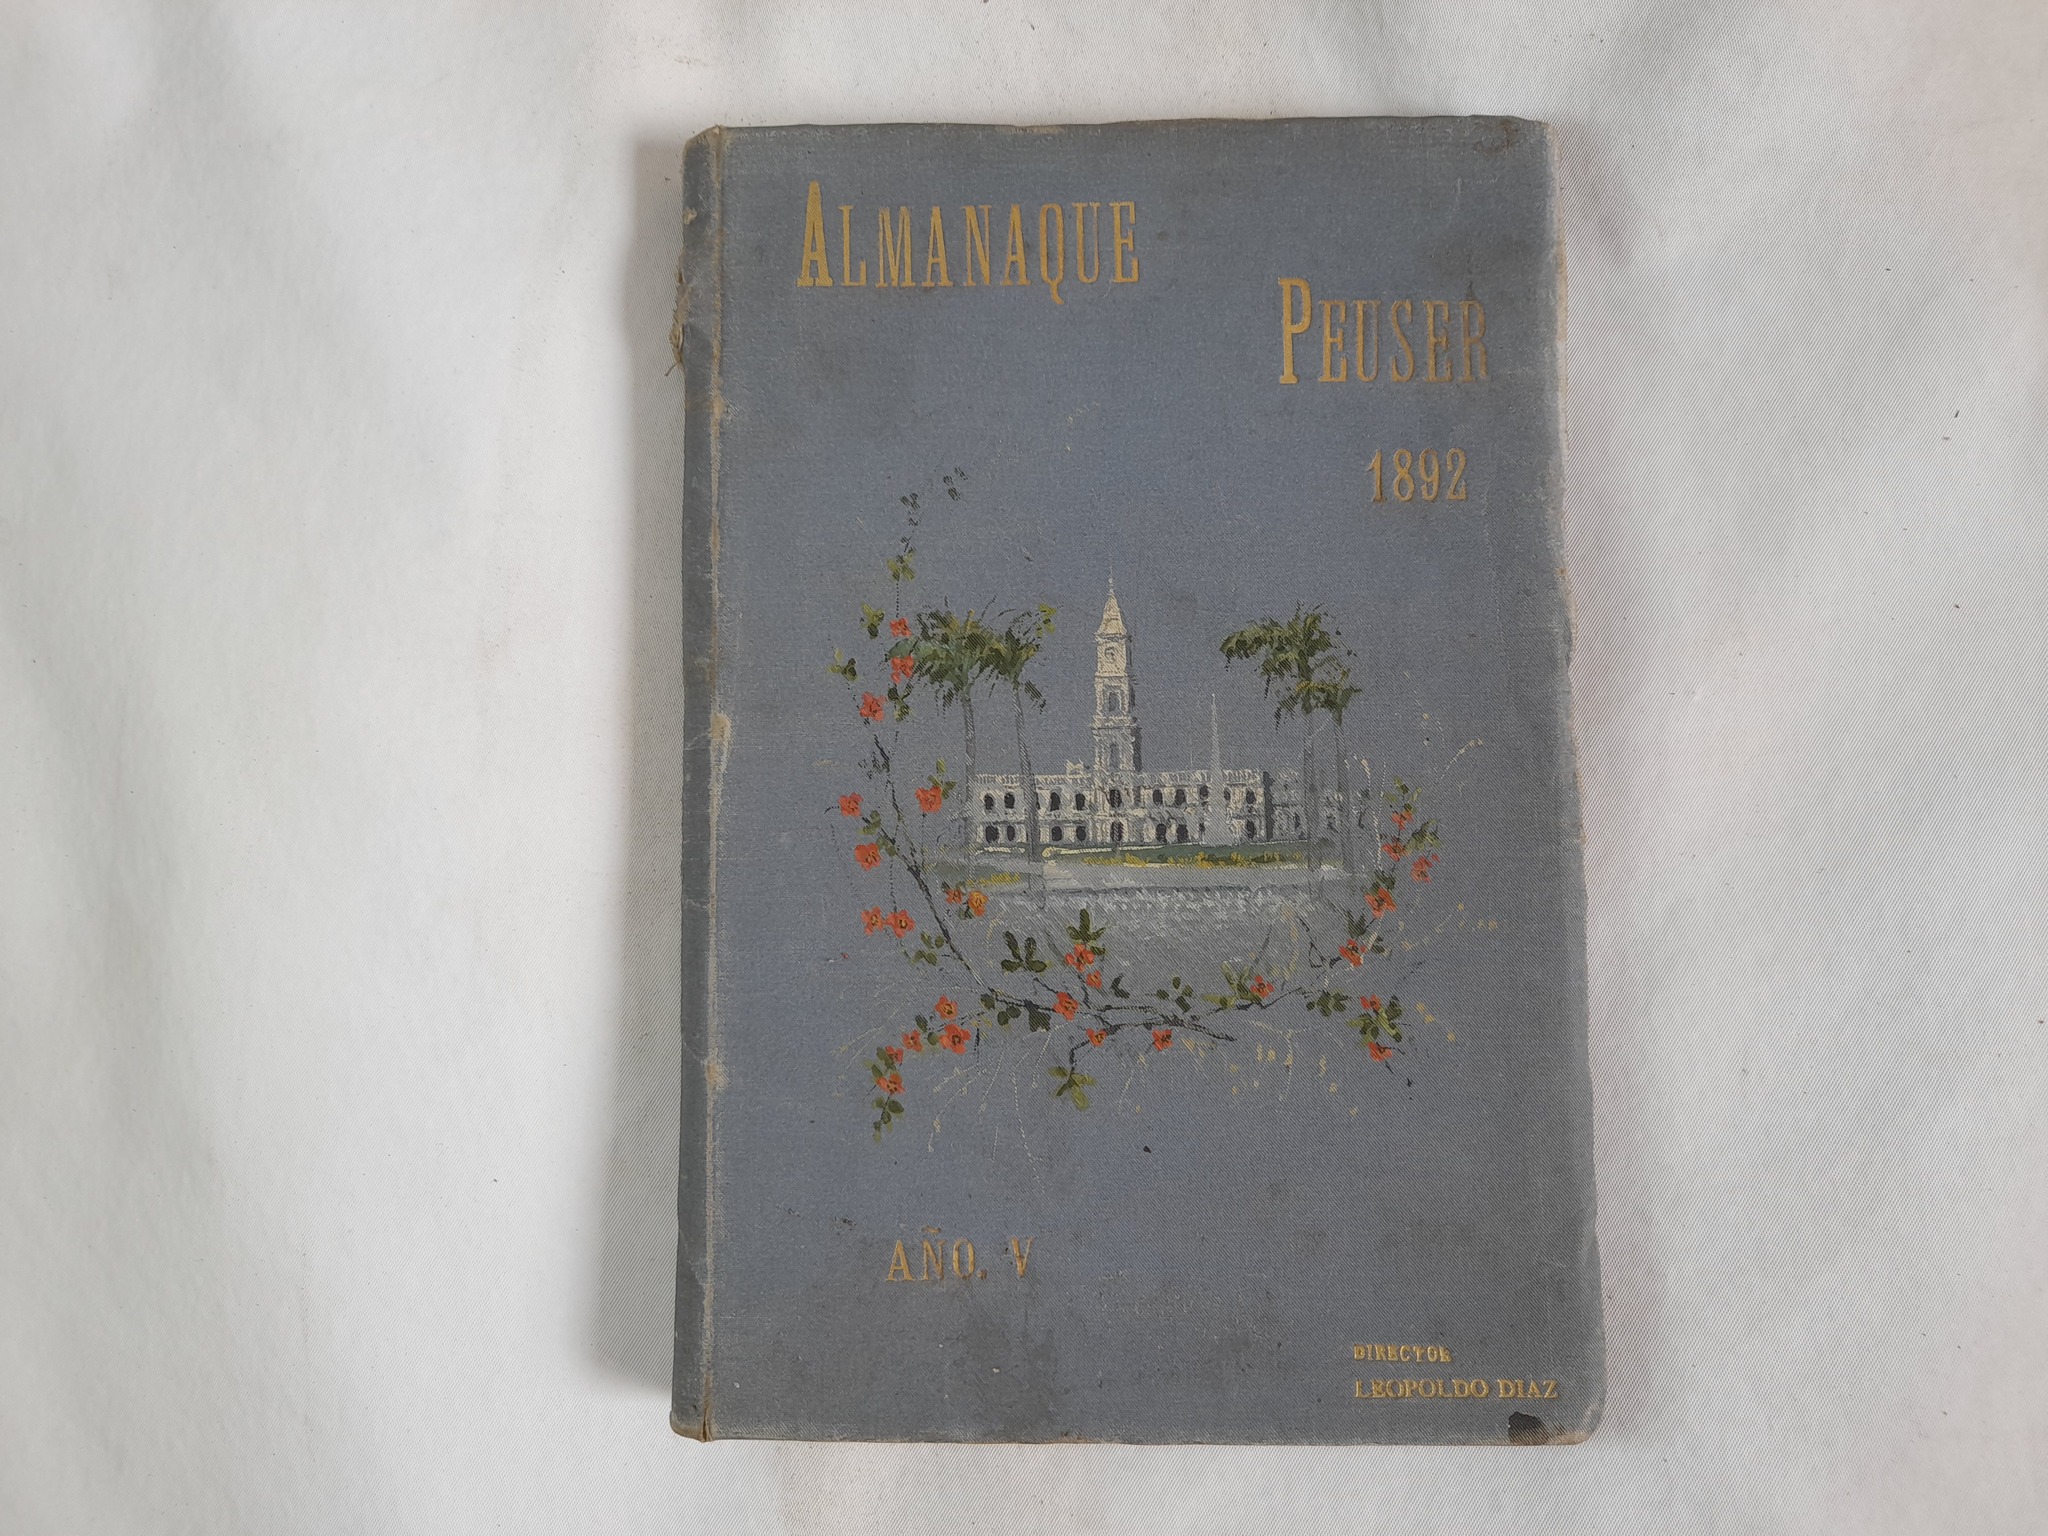 ALMANAQUE
PEUSER
1892
AÑO. V
DIRECTOR
LEOPOLDO DIAZ